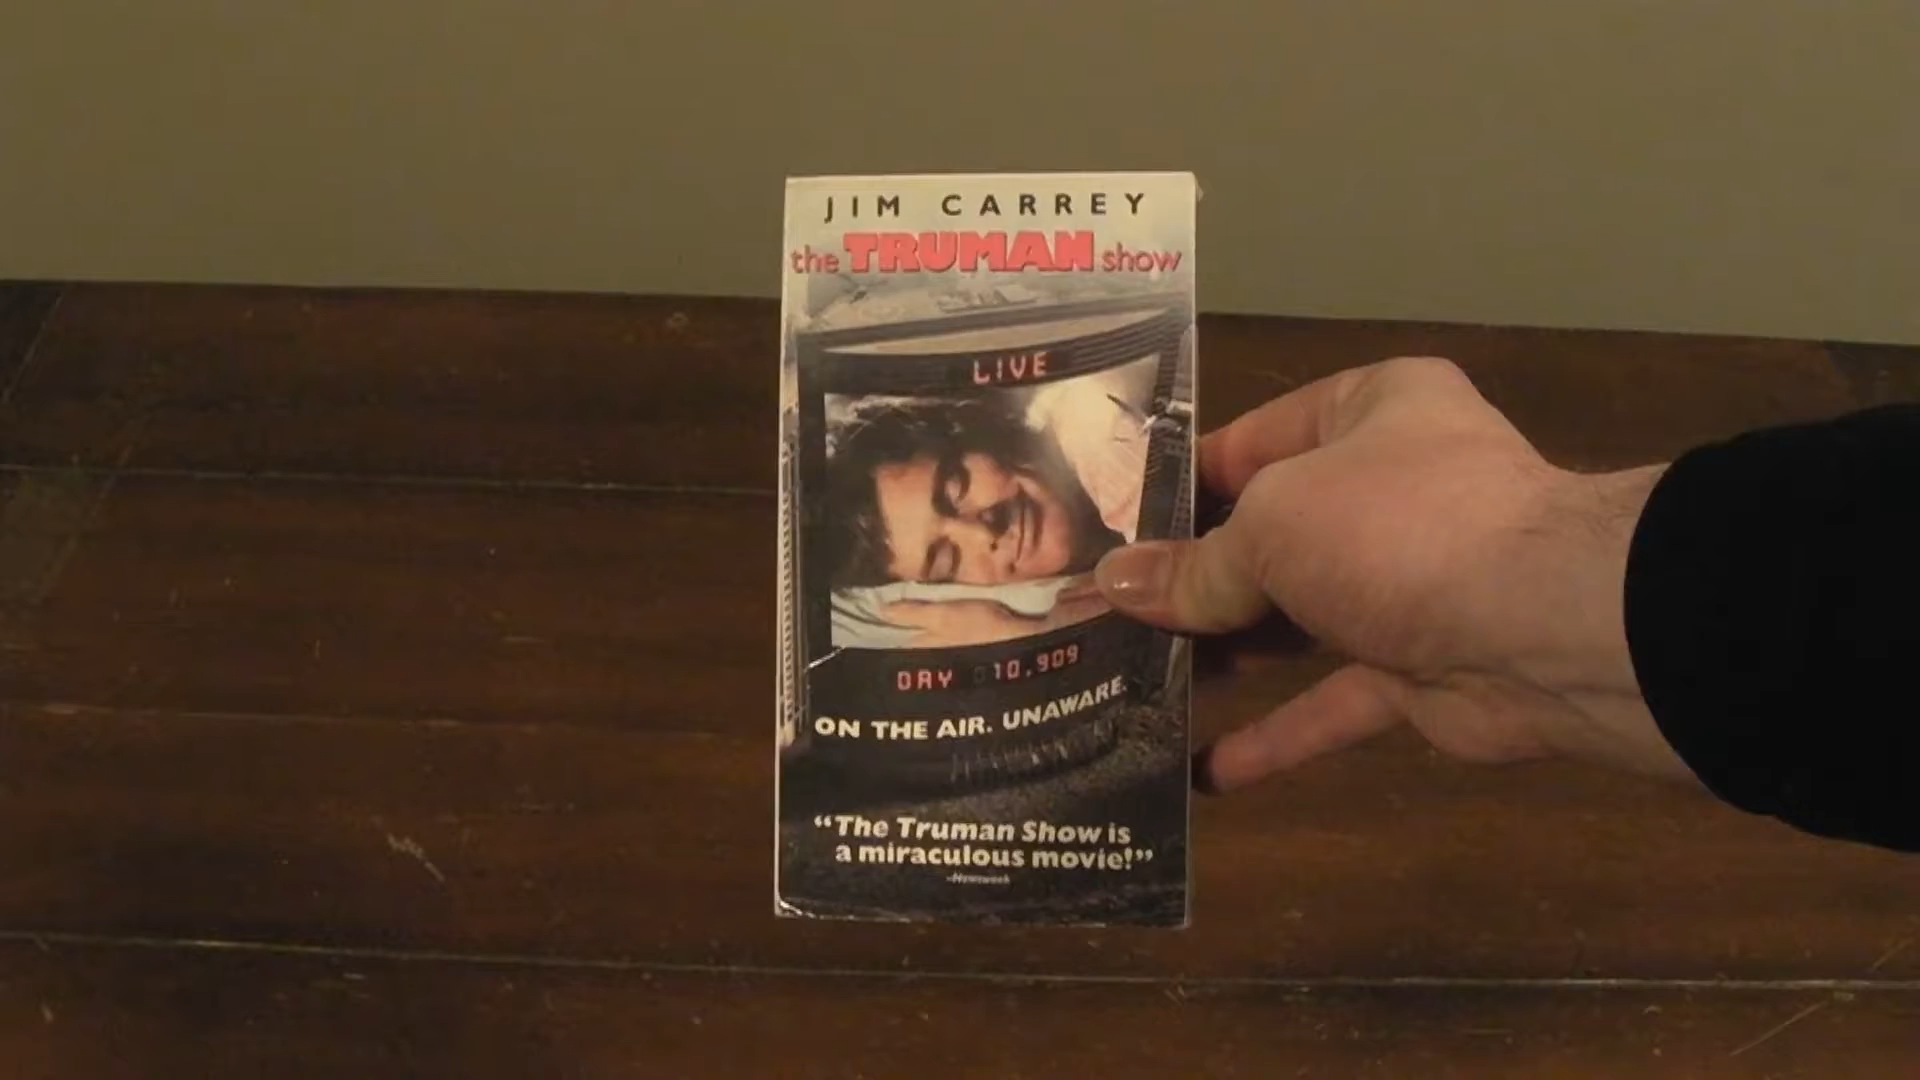 JIM CARREY
the TRUMAN show
LIVE
DAY 10,909
ON THE AIR. UNAWARE.
“The Truman Show is
a miraculous movie!”
-Newsweek